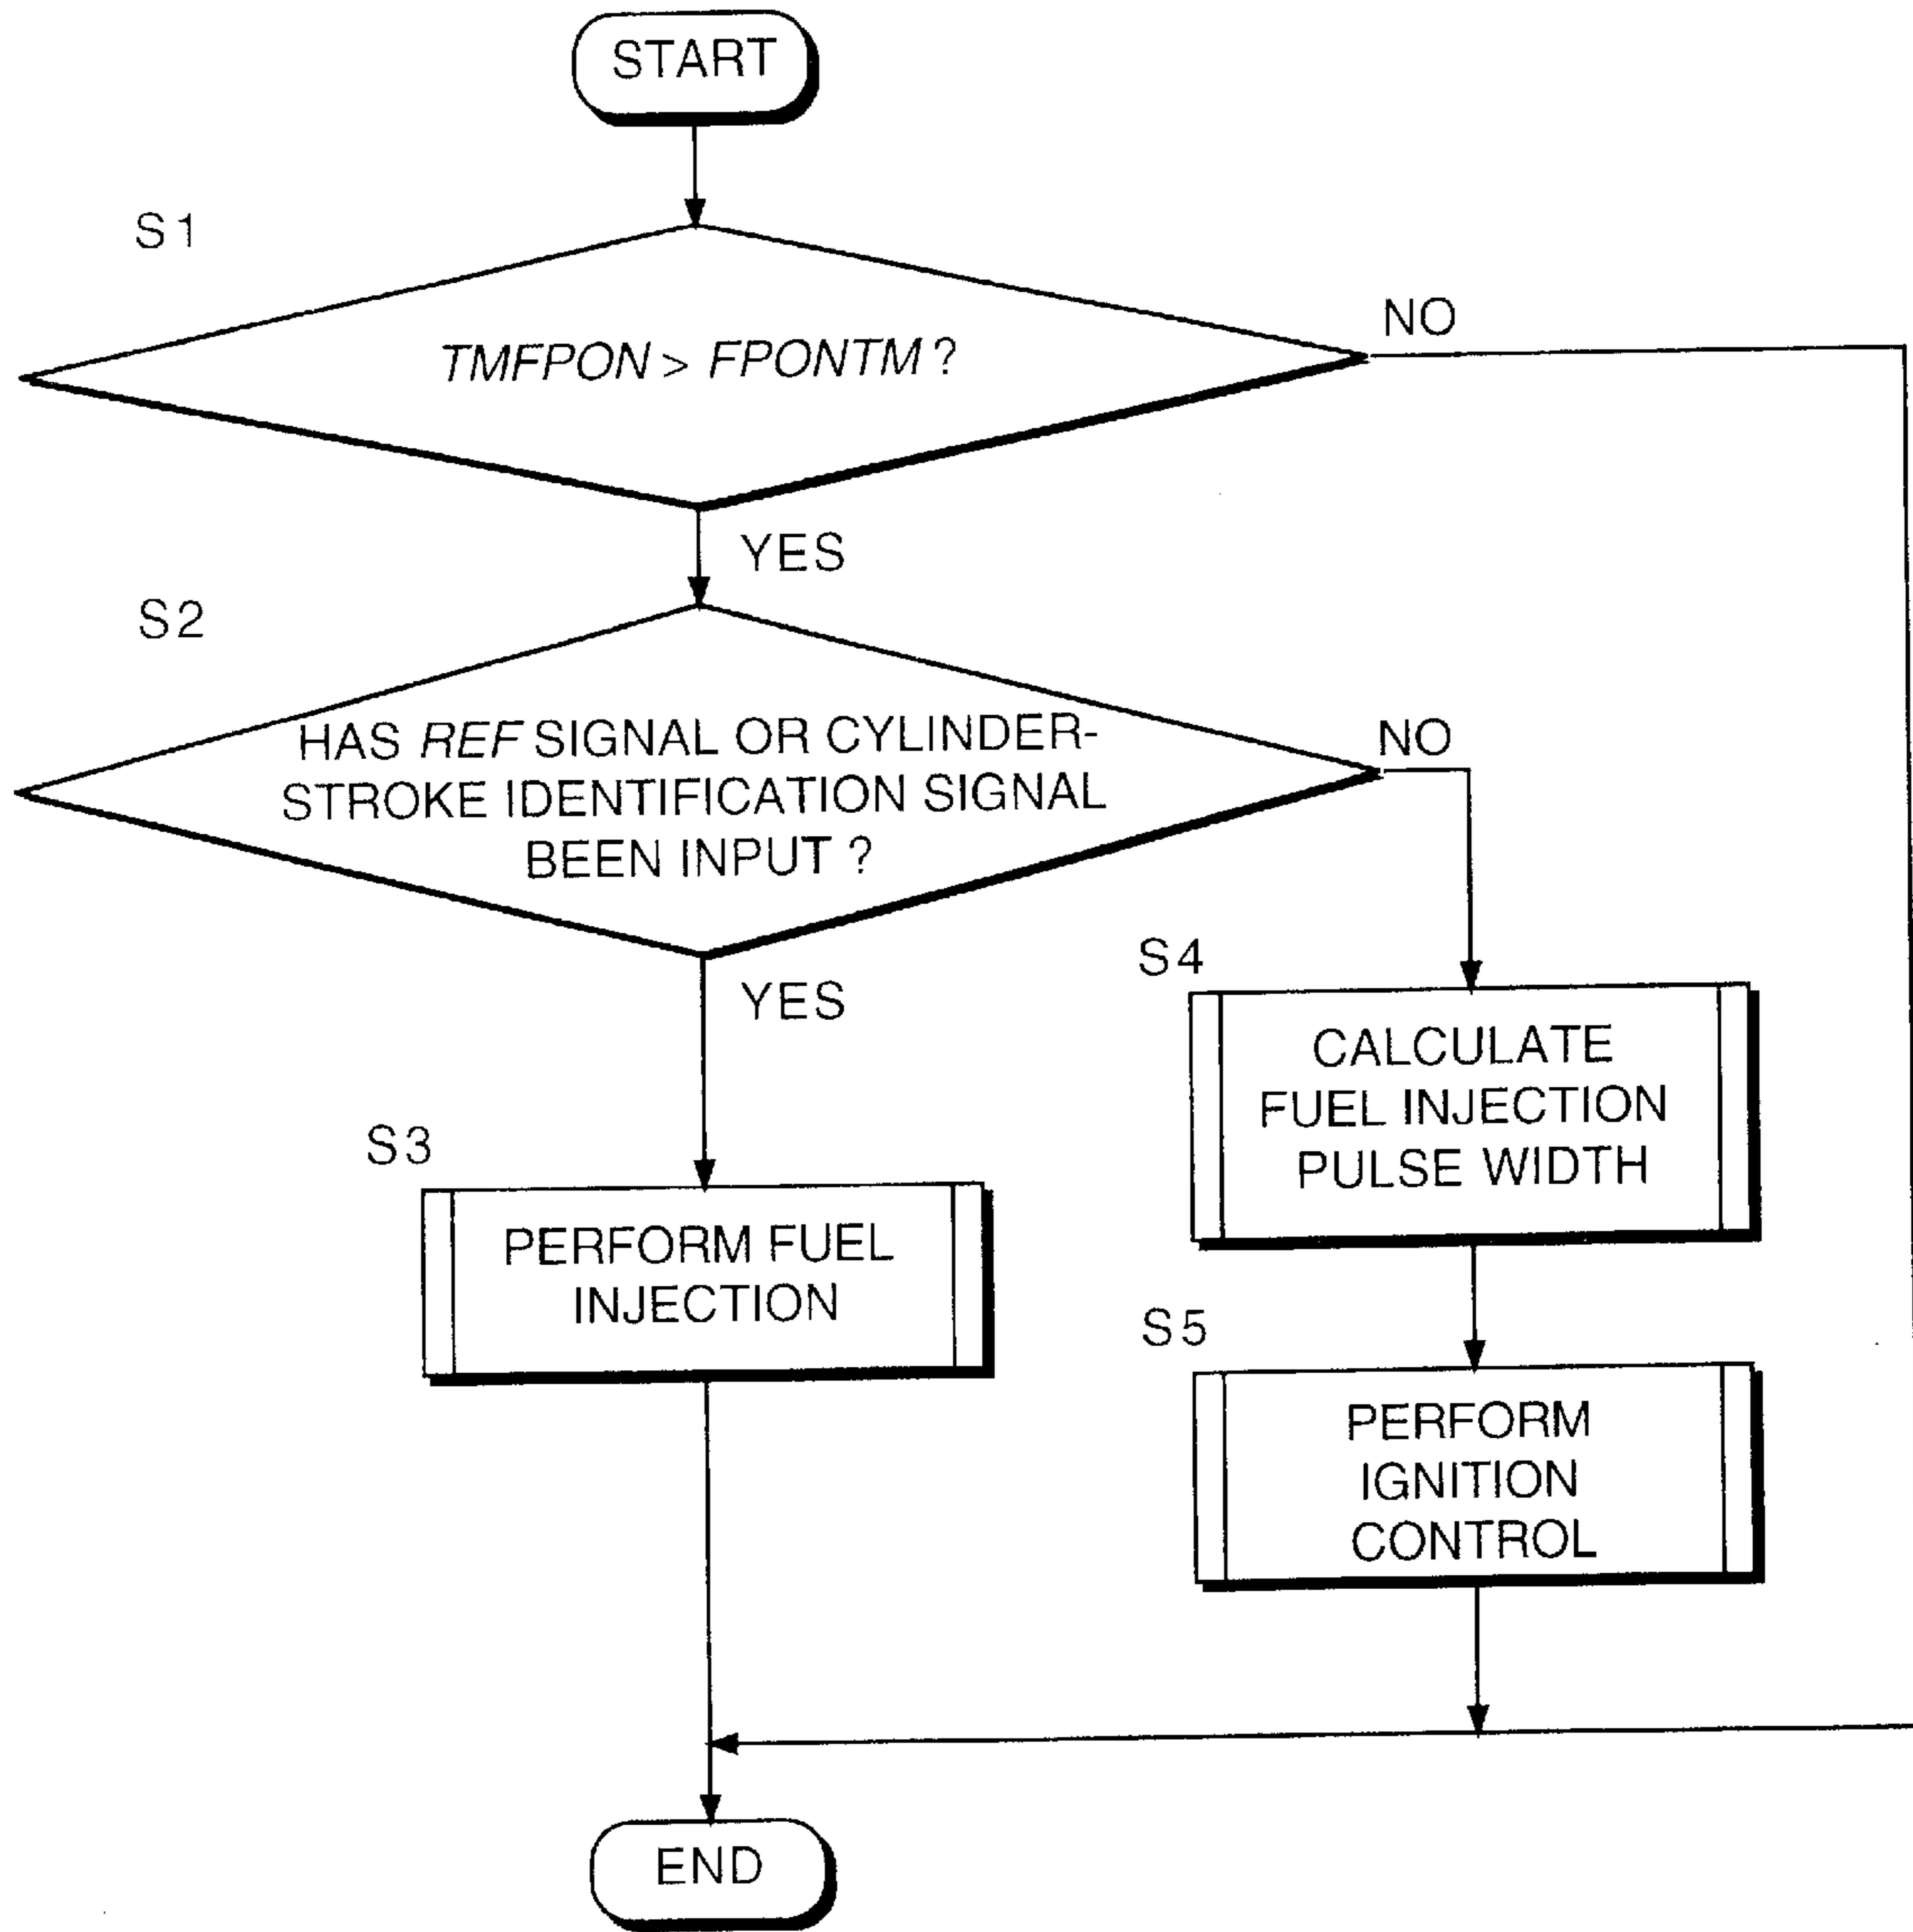 START
S1
TMFPON > FPONTM ?
NO
YES
S2
HAS REF SIGNAL OR CYLINDER-
STROKE IDENTIFICATION SIGNAL
BEEN INPUT ?
NO
YES
S3
PERFORM FUEL
INJECTION
S4
CALCULATE
FUEL INJECTION
PULSE WIDTH
S5
PERFORM
IGNITION
CONTROL
END